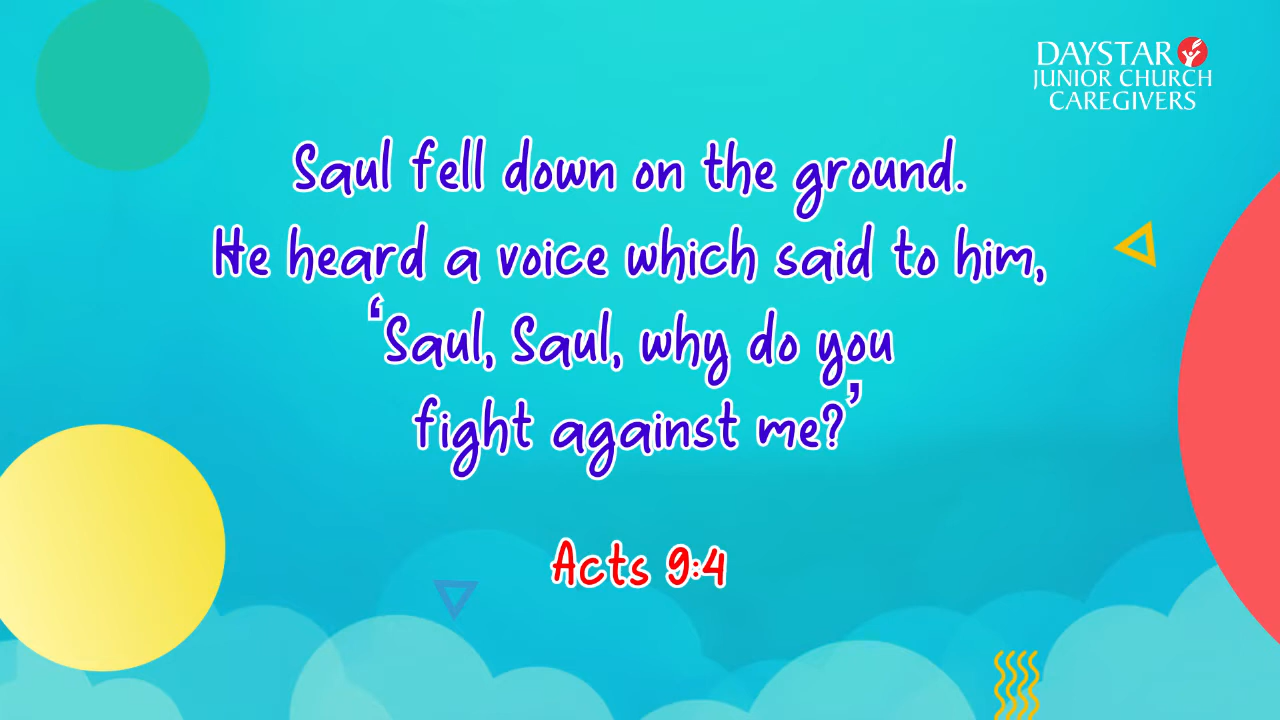 DAYSTAR
JUNIOR CHURCH
CAREGIVERS
Saul fell down on the ground.
He heard a voice which said to him,
‘Saul, Saul, why do you
fight against me?’
Acts 9:4